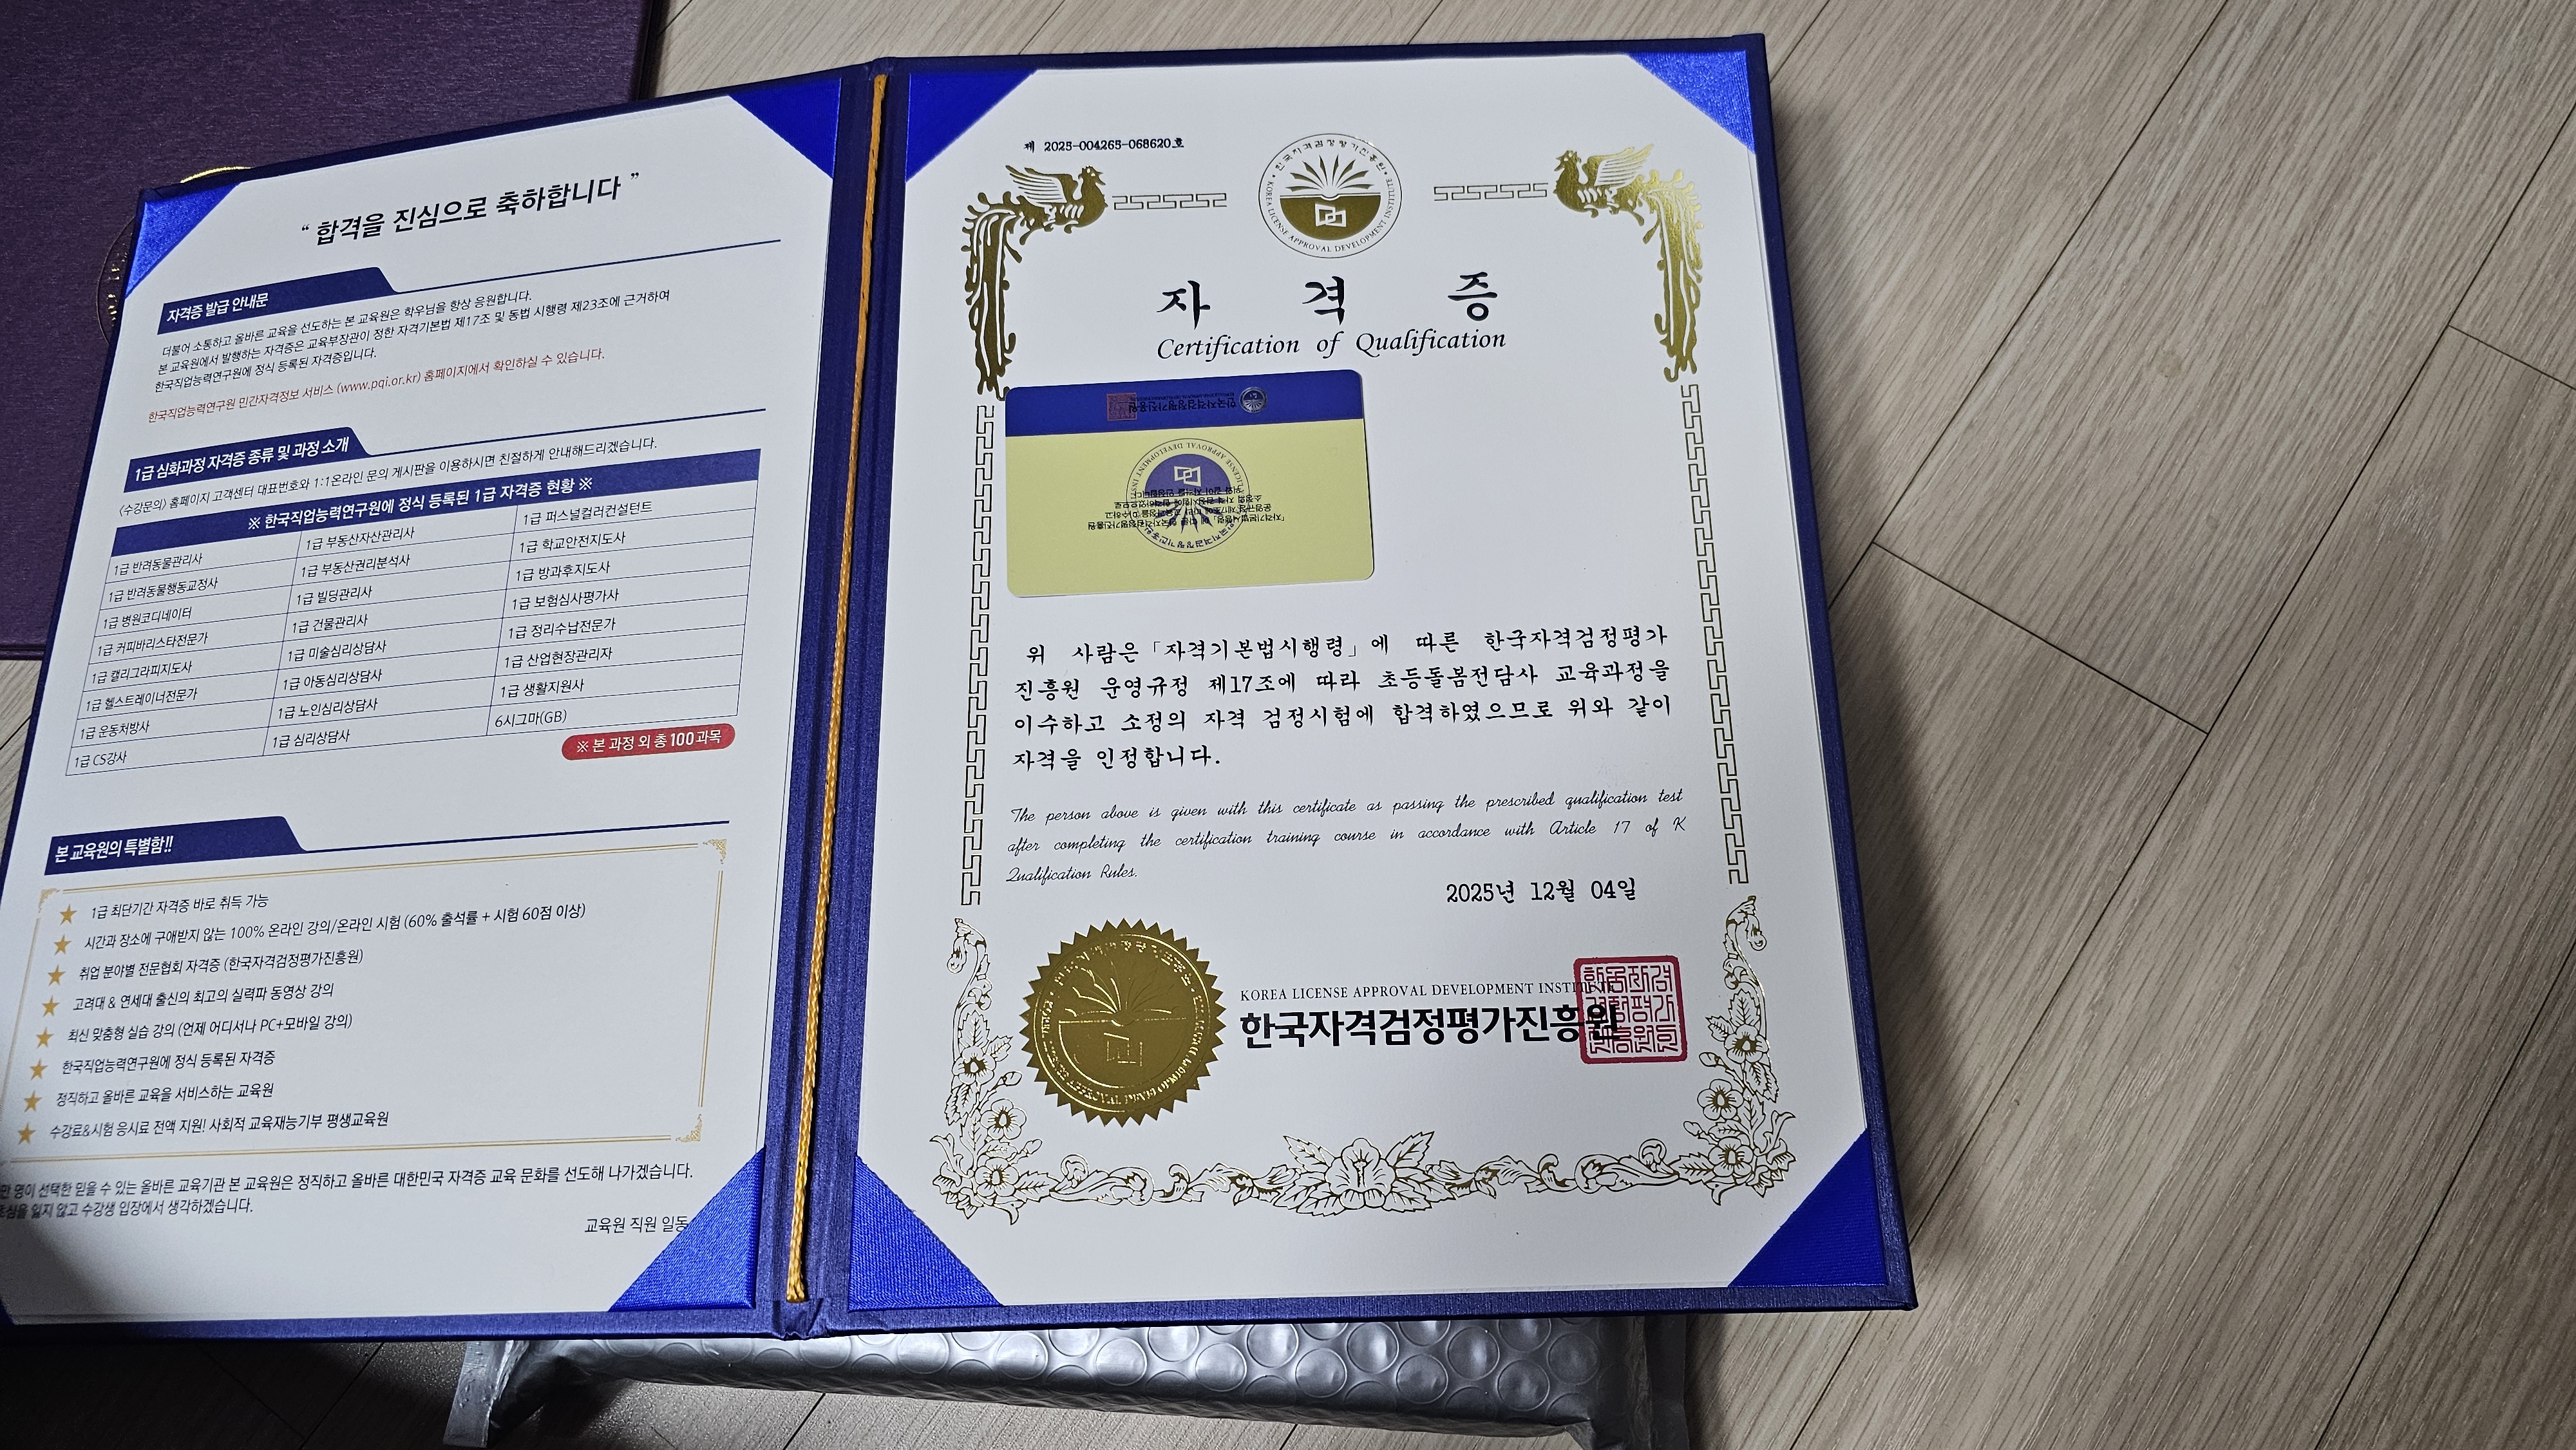 “ 합격을 진심으로 축하합니다 ”
자격증 발급 안내문
더불어 소통하고 올바른 교육을 선도하는 본 교육원은 학우님을 항상 응원합니다.
본 교육원에서 발행하는 자격증은 교육부장관이 정한 자격기본법 제17조 및 동법 시행령 제23조에 근거하여
한국직업능력연구원에 정식 등록된 자격증입니다.
한국직업능력연구원 민간자격정보 서비스 (www.pqi.or.kr) 홈페이지에서 확인하실 수 있습니다.
1급 심화과정 자격증 종류 및 과정 소개
〈수강문의〉 홈페이지 고객센터 대표번호와 1:1온라인 문의 게시판을 이용하시면 친절하게 안내해드리겠습니다.
※ 한국직업능력연구원에 정식 등록된 1급 자격증 현황 ※
1급 반려동물관리사 1급 부동산자산관리사 1급 퍼스널컬러컨설턴트
1급 반려동물행동교정사 1급 부동산권리분석사 1급 학교안전지도사
1급 병원코디네이터 1급 빌딩관리사 1급 방과후지도사
1급 커피바리스타전문가 1급 건물관리사 1급 보험심사평가사
1급 캘리그라피지도사 1급 미술심리상담사 1급 정리수납전문가
1급 헬스트레이너전문가 1급 아동심리상담사 1급 산업현장관리자
1급 운동처방사 1급 노인심리상담사 1급 생활지원사
1급 CS강사 1급 심리상담사 6시그마(GB)
※ 본 과정 외 총 100과목
본 교육원의 특별함!!
1급 최단기간 자격증 바로 취득 가능
시간과 장소에 구애받지 않는 100% 온라인 강의/온라인 시험 (60% 출석률 + 시험 60점 이상)
취업 분야별 전문협회 자격증 (한국자격검정평가진흥원)
고려대 & 연세대 출신의 최고의 실력파 동영상 강의
최신 맞춤형 실습 강의 (언제 어디서나 PC+모바일 강의)
한국직업능력연구원에 정식 등록된 자격증
정직하고 올바른 교육을 서비스하는 교육원
수강료&시험 응시료 전액 지원! 사회적 교육재능기부 평생교육원
명이 선택한 믿을 수 있는 올바른 교육기관 본 교육원은 정직하고 올바른 대한민국 자격증 교육 문화를 선도해 나가겠습니다.
잃지 않고 수강생 입장에서 생각하겠습니다.
교육원 직원 일동
제 2025-004265-068620호
한국자격검정평가진흥원
KOREA LICENSE APPROVAL DEVELOPMENT INSTITUTE
자 격 증
Certification of Qualification
한국자격검정평가진흥원
위 사람은 「자격기본법시행령」에 따른 한국자격검정평가
진흥원 운영규정 제17조에 따라 초등돌봄전담사 교육과정을
이수하고 소정의 자격 검정시험에 합격하였으므로 위와 같이
자격을 인정합니다.
The person above is given with this certificate as passing the prescribed qualification test
after completing the certification training course in accordance with Article 17 of K
Qualification Rules.
2025년 12월 04일
KOREA LICENSE APPROVAL DEVELOPMENT INSTITUTE
한국자격검정평가진흥원